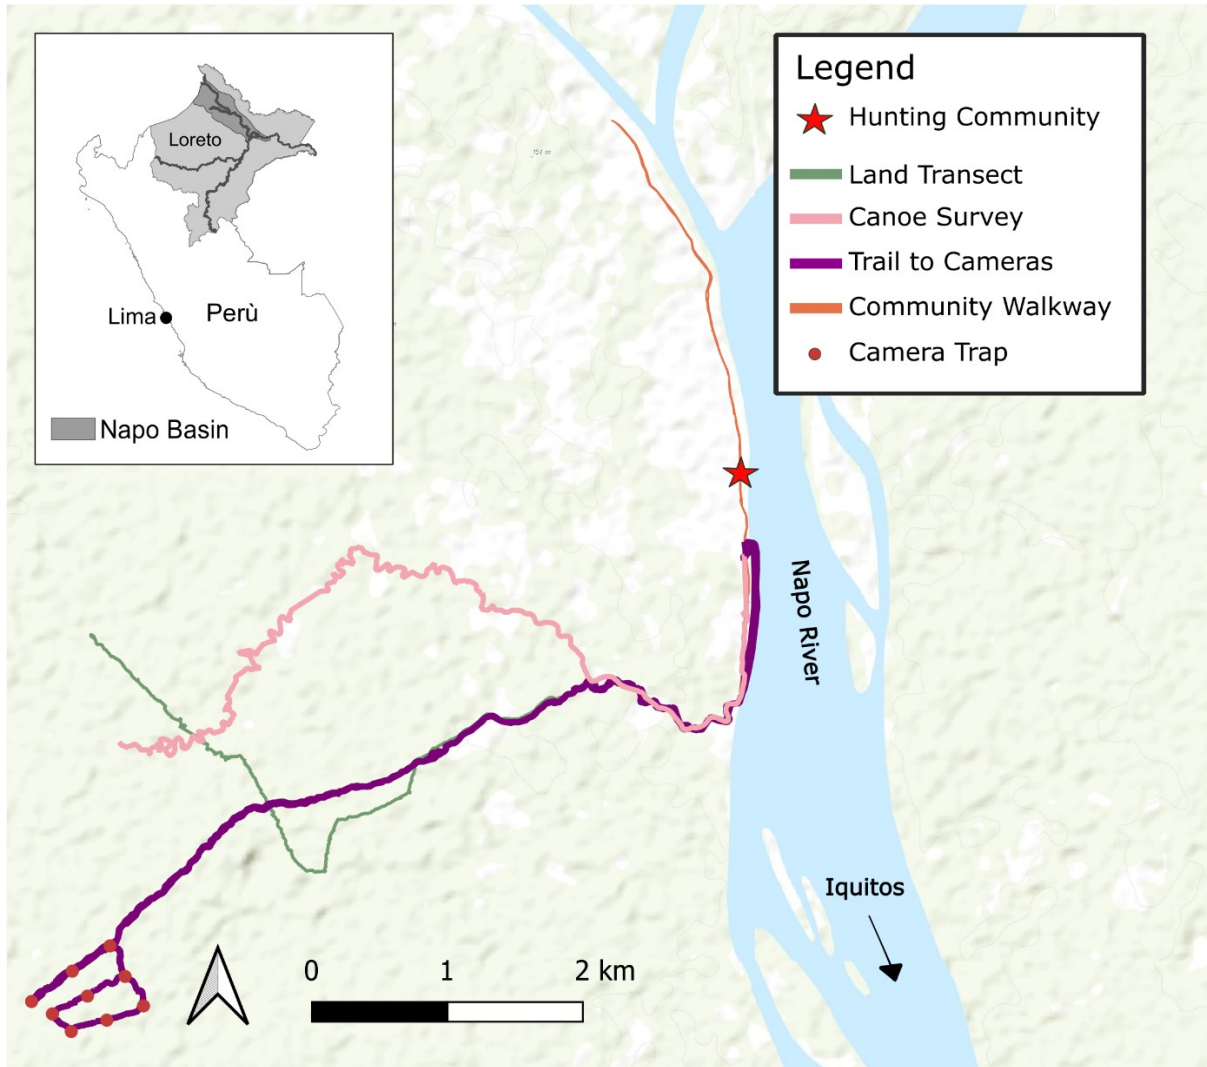 Loreto
Lima
Perù
Napo Basin
151 m
Legend
Hunting Community
Land Transect
Canoe Survey
Trail to Cameras
Community Walkway
Camera Trap
Napo River
Iquitos
0 1 2 km